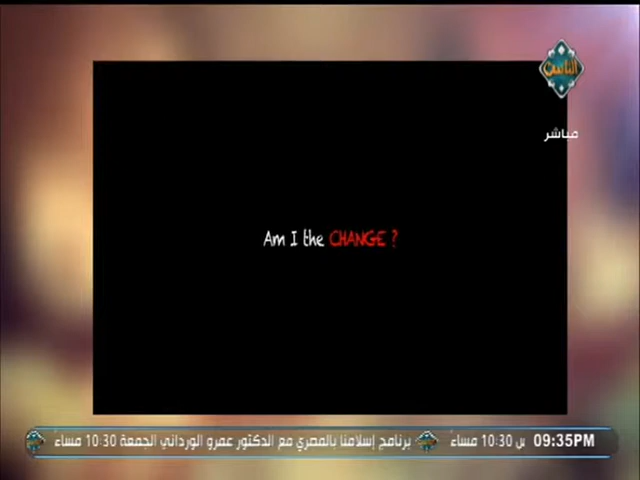 الناس
مباشر
Am I the CHANGE ?
برنامج إسلامنا بالمصري مع الدكتور عمرو الورداني الجمعة 10:30 مساءً
س 10:30 مساءً
09:35PM